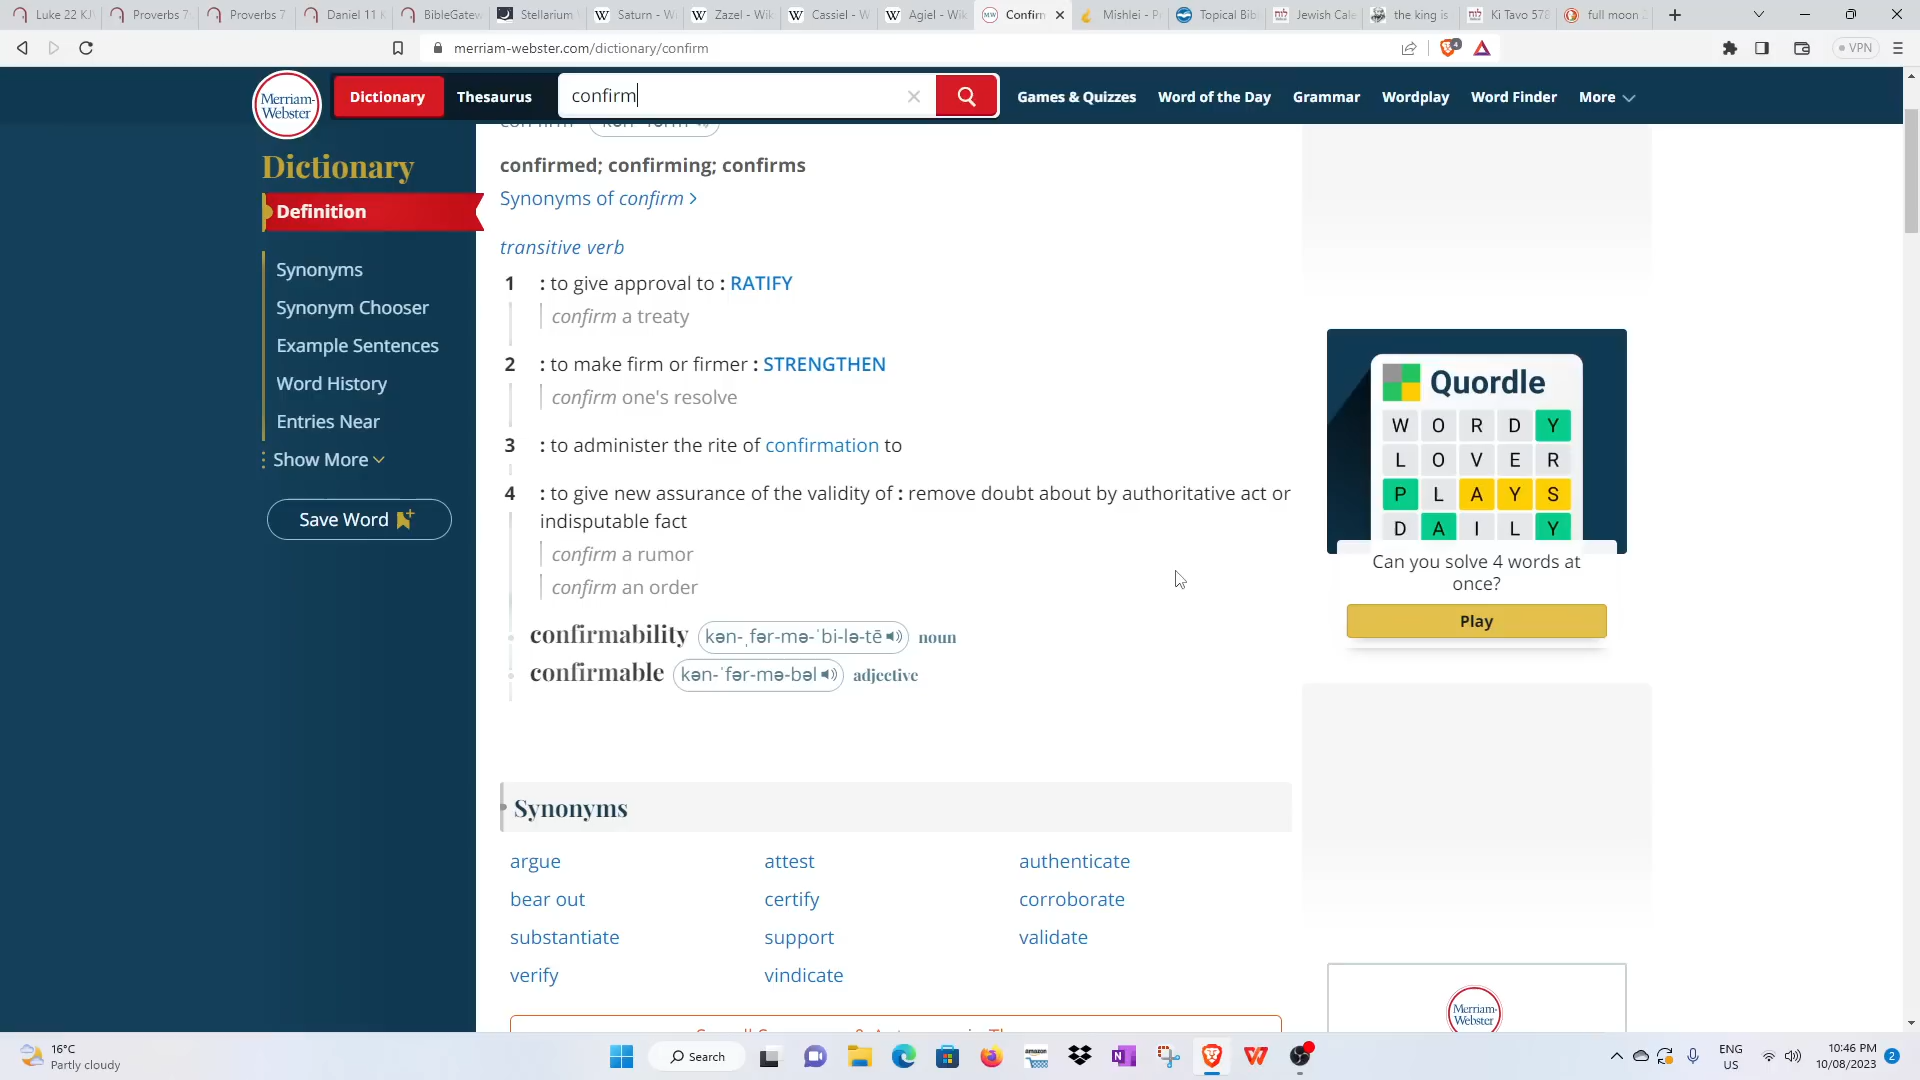 Luke 22 KJV
Proverbs 7
Proverbs 7
Daniel 11 K
BibleGatew
Stellarium
Saturn - Wi
Zazel - Wik
Cassiel - W
Agiel - Wik
Confirm
Mishlei - P
Topical Bib
Jewish Cale
the king is
Ki Tavo 578
full moon 2
merriam-webster.com/dictionary/confirm
4
VPN
Merriam-
Webster
Dictionary
Thesaurus
confirm
Games & Quizzes
Word of the Day
Grammar
Wordplay
Word Finder
More
Dictionary
Definition
Synonyms
Synonym Chooser
Example Sentences
Word History
Entries Near
Show More
Save Word
confirmed; confirming; confirms
Synonyms of confirm >
transitive verb
1 : to give approval to : RATIFY
confirm a treaty
2 : to make firm or firmer : STRENGTHEN
confirm one's resolve
3 : to administer the rite of confirmation to
4 : to give new assurance of the validity of : remove doubt about by authoritative act or
indisputable fact
confirm a rumor
confirm an order
confirmability kən-ˌfər-mə-ˈbi-lə-tē noun
confirmable kən-ˈfər-mə-bəl adjective
Synonyms
argue attest authenticate
bear out certify corroborate
substantiate support validate
verify vindicate
Quordle
W O R D Y
L O V E R
P L A Y S
D A I L Y
Can you solve 4 words at
once?
Play
Merriam-
Webster
16°C
Partly cloudy
Search
amazon
ENG
US
10:46 PM
10/08/2023
2